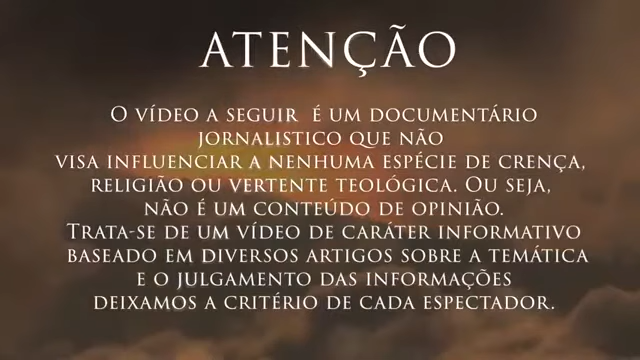 ATENÇÃO
O VÍDEO A SEGUIR É UM DOCUMENTÁRIO
JORNALISTICO QUE NÃO
VISA INFLUENCIAR A NENHUMA ESPÉCIE DE CRENÇA,
RELIGIÃO OU VERTENTE TEOLÓGICA. OU SEJA,
NÃO É UM CONTEÚDO DE OPINIÃO.
TRATA-SE DE UM VÍDEO DE CARÁTER INFORMATIVO
BASEADO EM DIVERSOS ARTIGOS SOBRE A TEMÁTICA
E O JULGAMENTO DAS INFORMAÇÕES
DEIXAMOS A CRITÉRIO DE CADA ESPECTADOR.